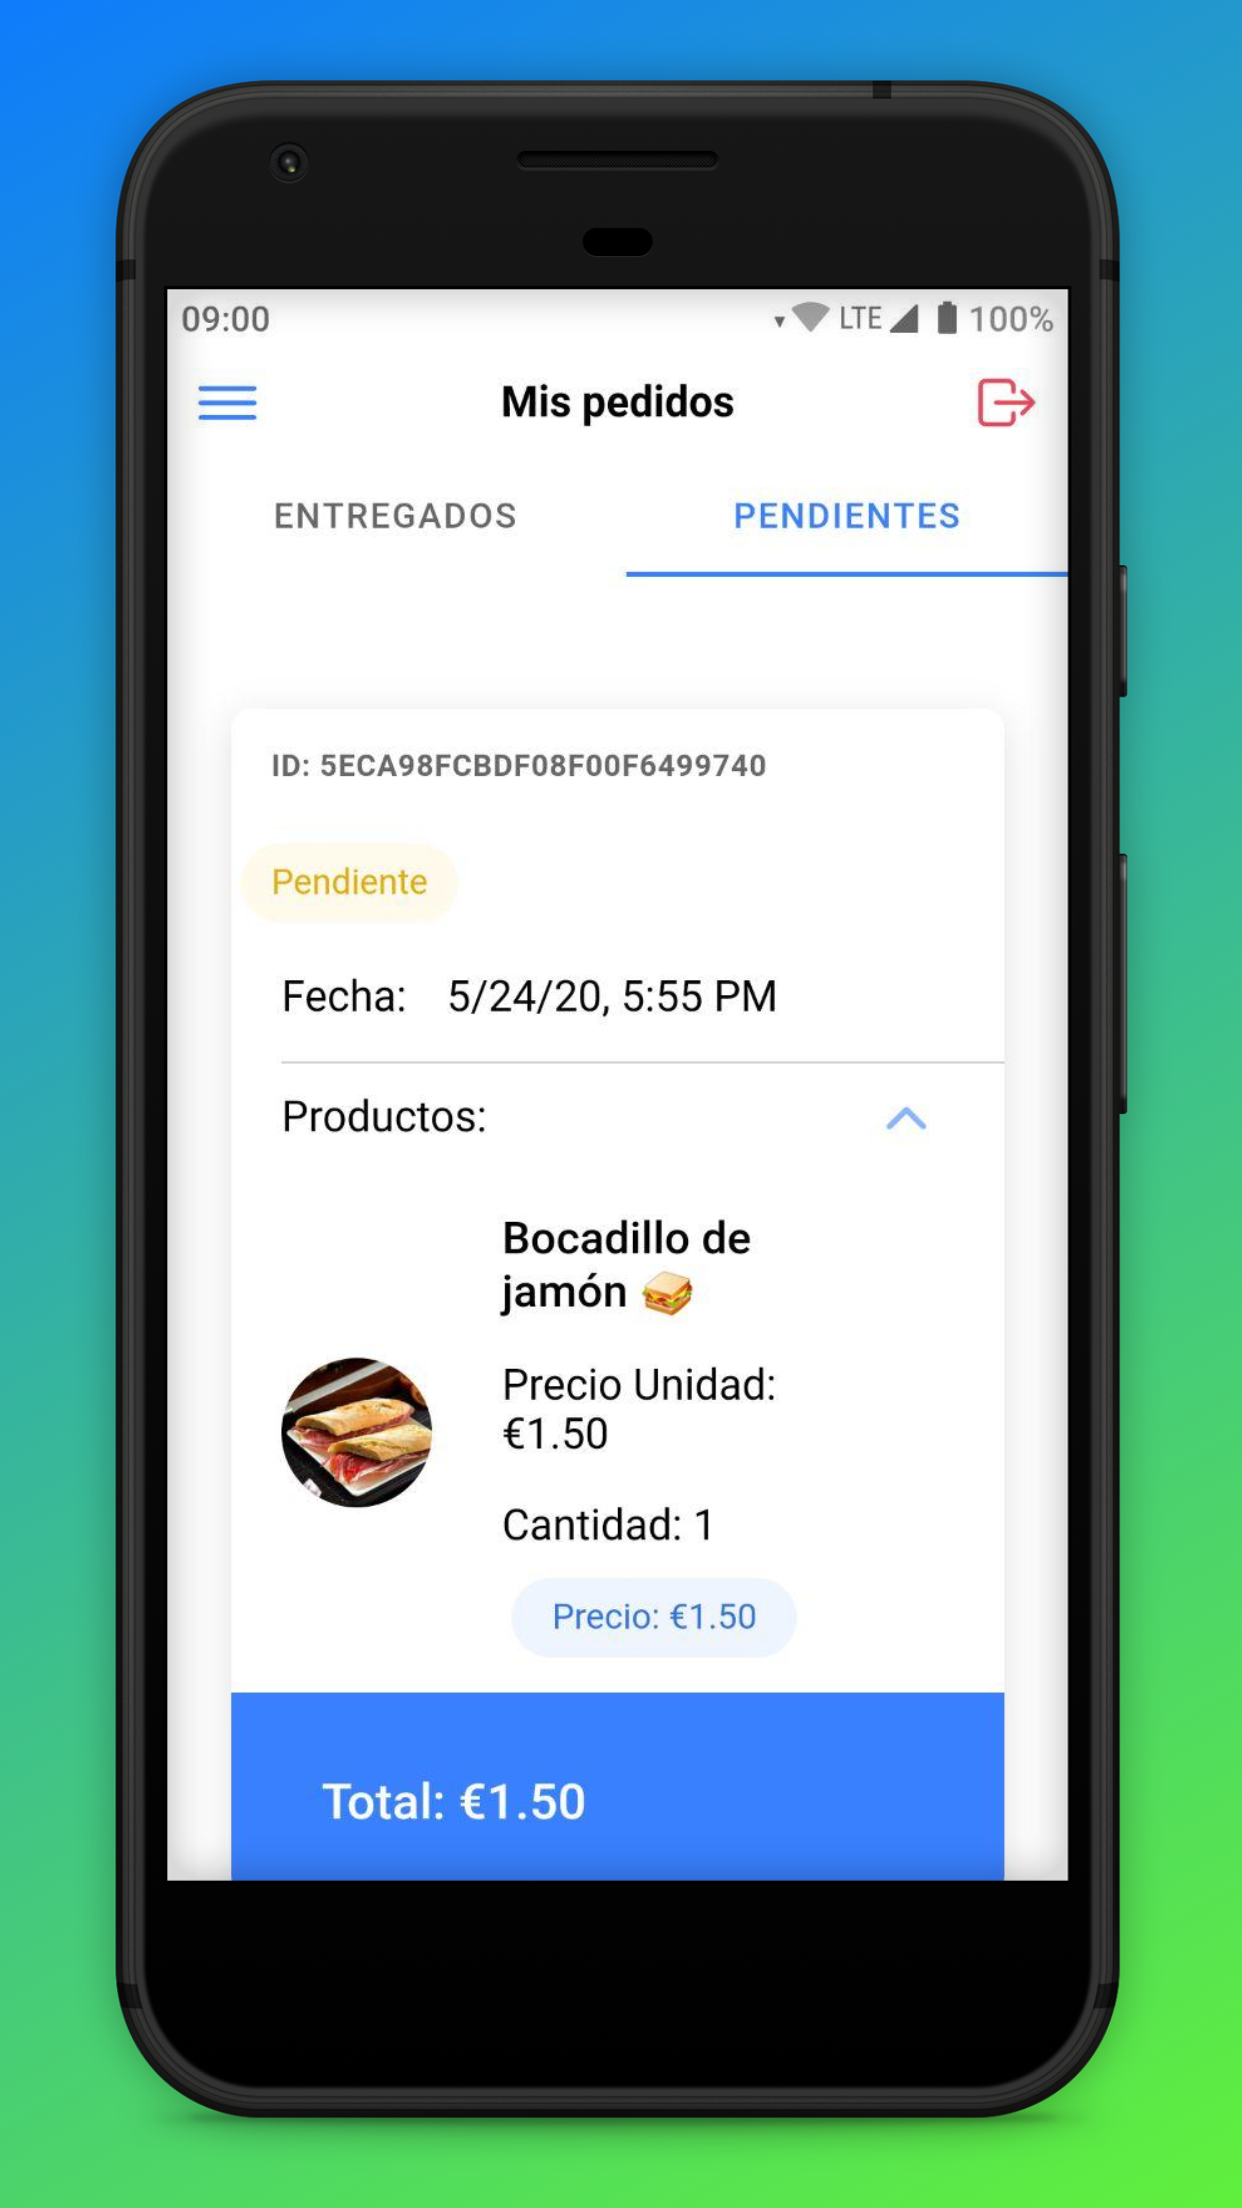 09:00 LTE 100%
Mis pedidos
ENTREGADOS PENDIENTES
ID: 5ECA98FCBDF08F00F6499740
Pendiente
Fecha: 5/24/20, 5:55 PM
Productos:
Bocadillo de
jamón 🥪
Precio Unidad:
€1.50
Cantidad: 1
Precio: €1.50
Total: €1.50